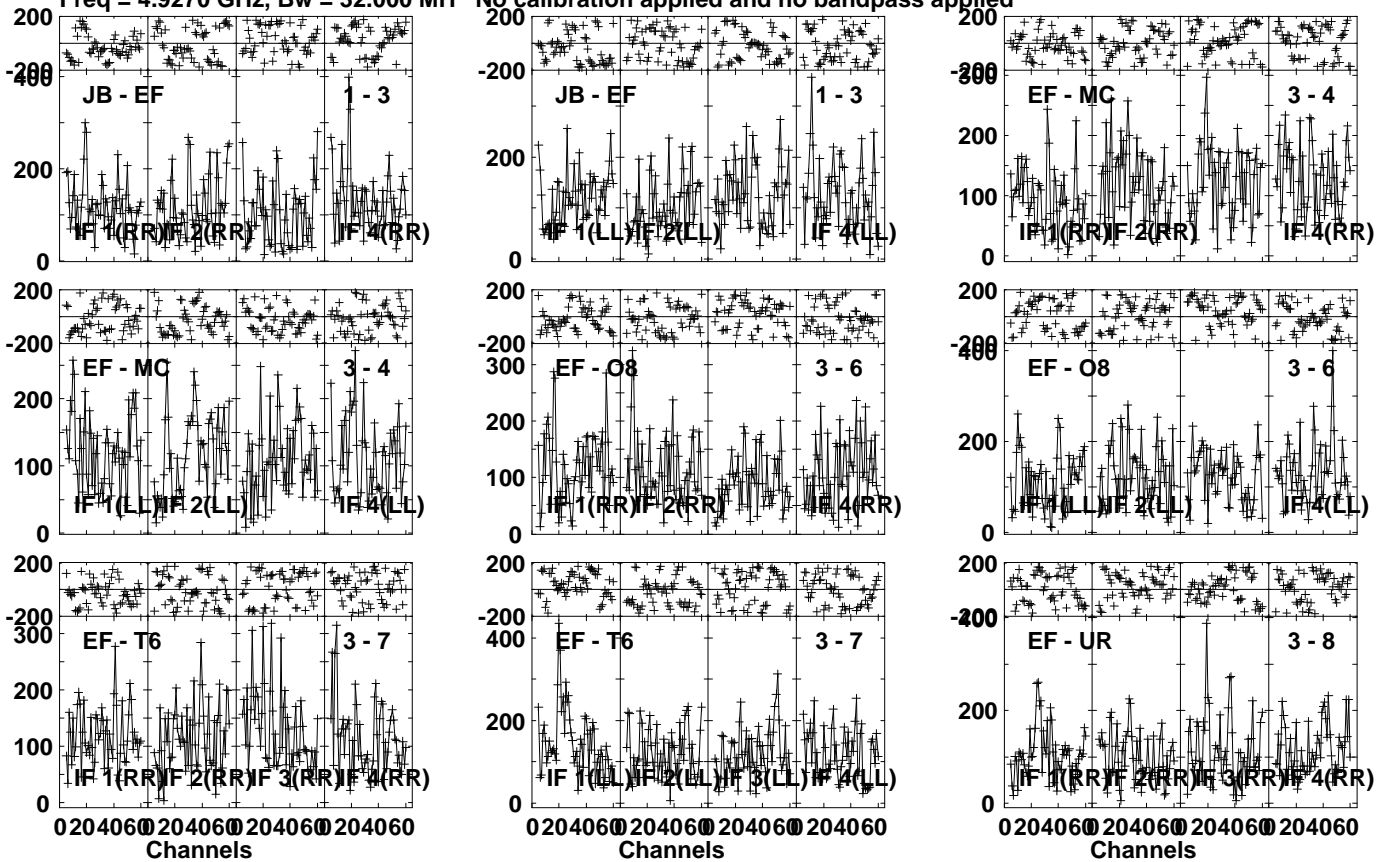 Freq = 4.9270 GHz, Bw = 32.000 MH No calibration applied and no bandpass applied
200
-200
400
200
0
JB - EF 1 - 3
IF 1(RR) IF 2(RR) IF 4(RR)
200
-200
200
0
JB - EF 1 - 3
IF 1(LL) IF 2(LL) IF 4(LL)
200
-200
300
200
100
0
EF - MC 3 - 4
IF 1(RR) IF 2(RR) IF 4(RR)
200
-200
200
100
0
EF - MC 3 - 4
IF 1(LL) IF 2(LL) IF 4(LL)
200
-200
300
200
100
0
EF - O8 3 - 6
IF 1(RR) IF 2(RR) IF 4(RR)
200
-200
400
200
0
EF - O8 3 - 6
IF 1(LL) IF 2(LL) IF 4(LL)
200
-200
300
200
100
0
EF - T6 3 - 7
IF 1(RR) IF 2(RR) IF 3(RR) IF 4(RR)
0 20 40 60 0 20 40 60 0 20 40 60 0 20 40 60
Channels
200
-200
400
200
0
EF - T6 3 - 7
IF 1(LL) IF 2(LL) IF 3(LL) IF 4(LL)
0 20 40 60 0 20 40 60 0 20 40 60 0 20 40 60
Channels
200
-200
400
200
0
EF - UR 3 - 8
IF 1(RR) IF 2(RR) IF 3(RR) IF 4(RR)
0 20 40 60 0 20 40 60 0 20 40 60 0 20 40 60
Channels